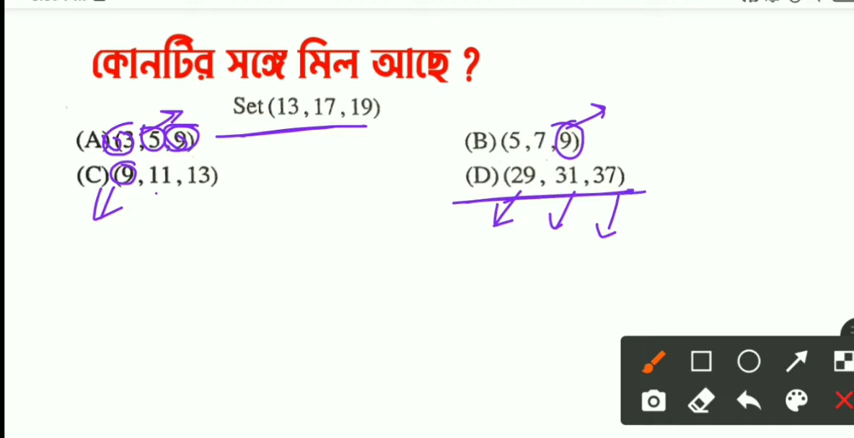 কোনটির সঙ্গে মিল আছে ?
Set (13, 17, 19)
(A) (3, 5, 9)
(B) (5, 7, 9)
(C) (9, 11, 13)
(D) (29, 31, 37)